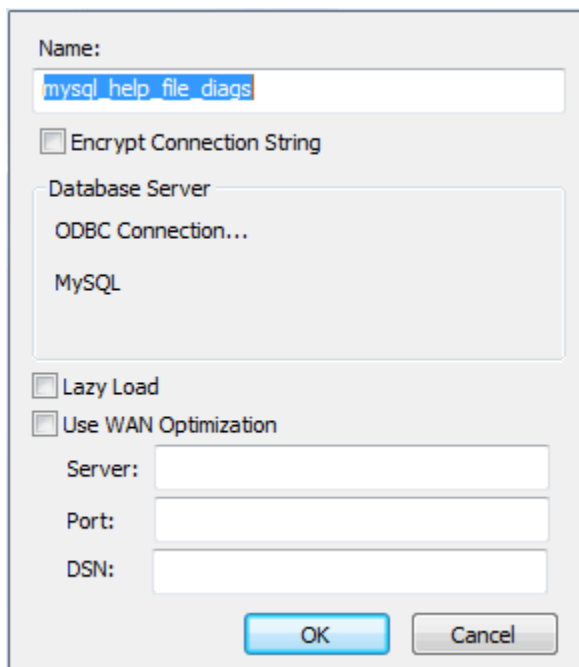 Name:
mysql_help_file_diags
Encrypt Connection String
Database Server
ODBC Connection...
MySQL
Lazy Load
Use WAN Optimization
Server:
Port:
DSN:
OK Cancel